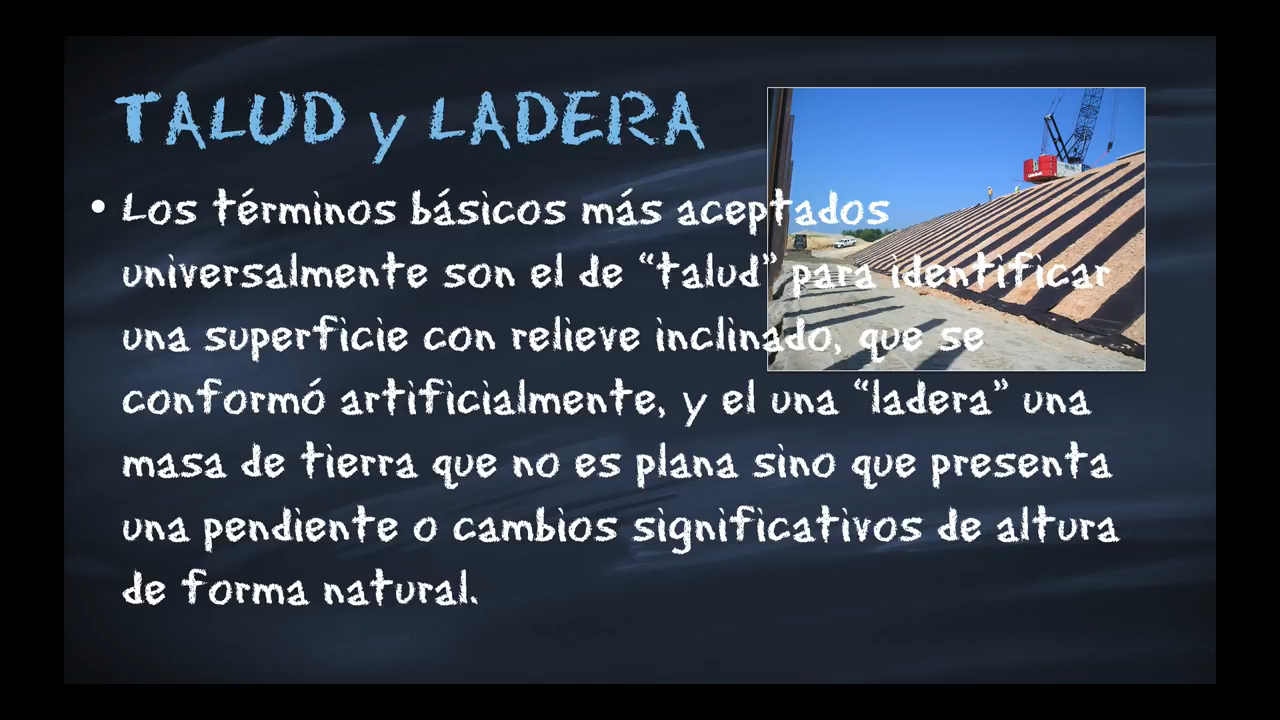 TALUD y LADERA
• Los términos básicos más aceptados
universalmente son el de “talud” para identificar
una superficie con relieve inclinado, que se
conformó artificialmente, y el una “ladera” una
masa de tierra que no es plana sino que presenta
una pendiente o cambios significativos de altura
de forma natural.